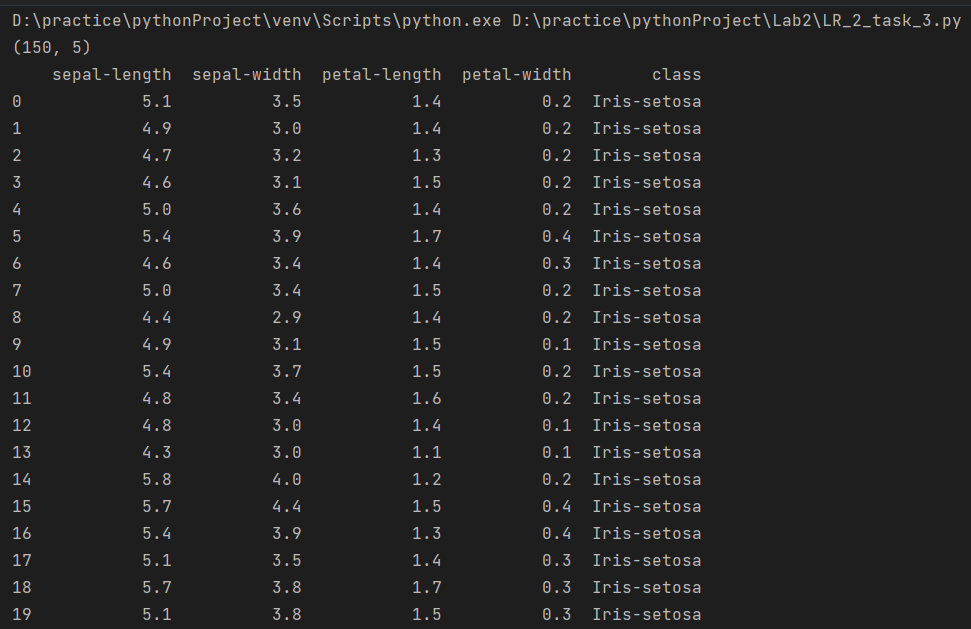 D:\practice\pythonProject\venv\Scripts\python.exe D:\practice\pythonProject\Lab2\LR_2_task_3.py
(150, 5)
    sepal-length  sepal-width  petal-length  petal-width        class
0            5.1          3.5           1.4          0.2  Iris-setosa
1            4.9          3.0           1.4          0.2  Iris-setosa
2            4.7          3.2           1.3          0.2  Iris-setosa
3            4.6          3.1           1.5          0.2  Iris-setosa
4            5.0          3.6           1.4          0.2  Iris-setosa
5            5.4          3.9           1.7          0.4  Iris-setosa
6            4.6          3.4           1.4          0.3  Iris-setosa
7            5.0          3.4           1.5          0.2  Iris-setosa
8            4.4          2.9           1.4          0.2  Iris-setosa
9            4.9          3.1           1.5          0.1  Iris-setosa
10           5.4          3.7           1.5          0.2  Iris-setosa
11           4.8          3.4           1.6          0.2  Iris-setosa
12           4.8          3.0           1.4          0.1  Iris-setosa
13           4.3          3.0           1.1          0.1  Iris-setosa
14           5.8          4.0           1.2          0.2  Iris-setosa
15           5.7          4.4           1.5          0.4  Iris-setosa
16           5.4          3.9           1.3          0.4  Iris-setosa
17           5.1          3.5           1.4          0.3  Iris-setosa
18           5.7          3.8           1.7          0.3  Iris-setosa
19           5.1          3.8           1.5          0.3  Iris-setosa